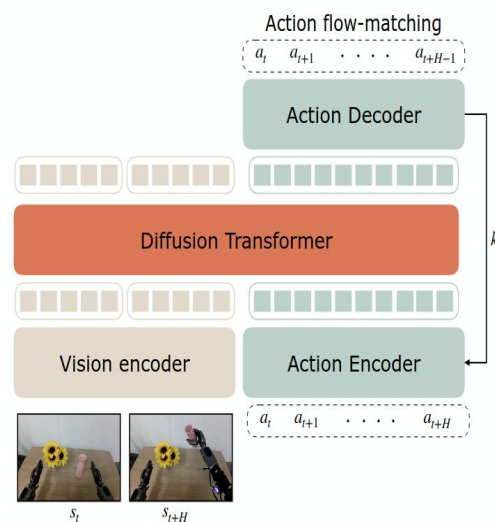 Action flow-matching
a_t a_{t+1} · · · · a_{t+H-1}
Action Decoder
Diffusion Transformer
Vision encoder
Action Encoder
a_t a_{t+1} · · · · a_{t+H}
s_t s_{t+H}